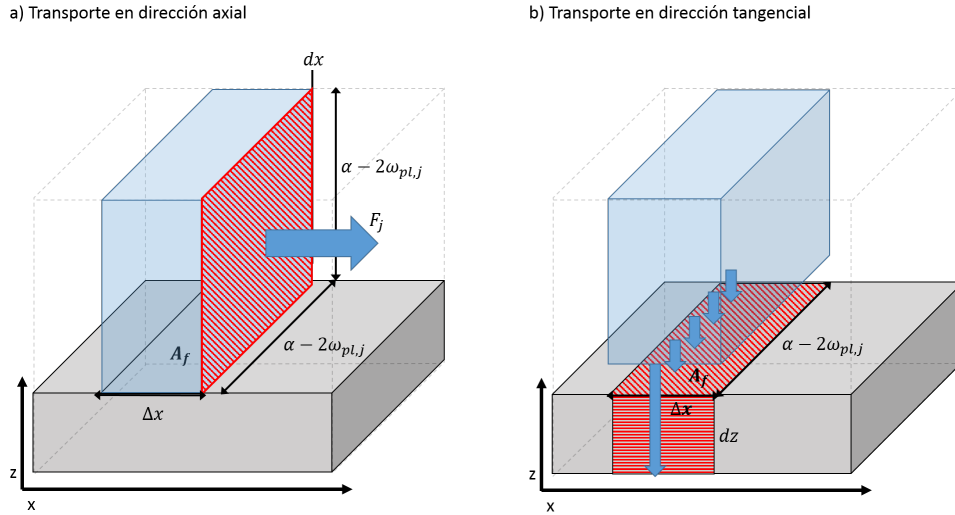 a) Transporte en dirección axial
b) Transporte en dirección tangencial
dx
α − 2ω_{pl,j}
F_j
α − 2ω_{pl,j}
A_f
Δx
z
x
α − 2ω_{pl,j}
A_f
Δx
dz
z
x